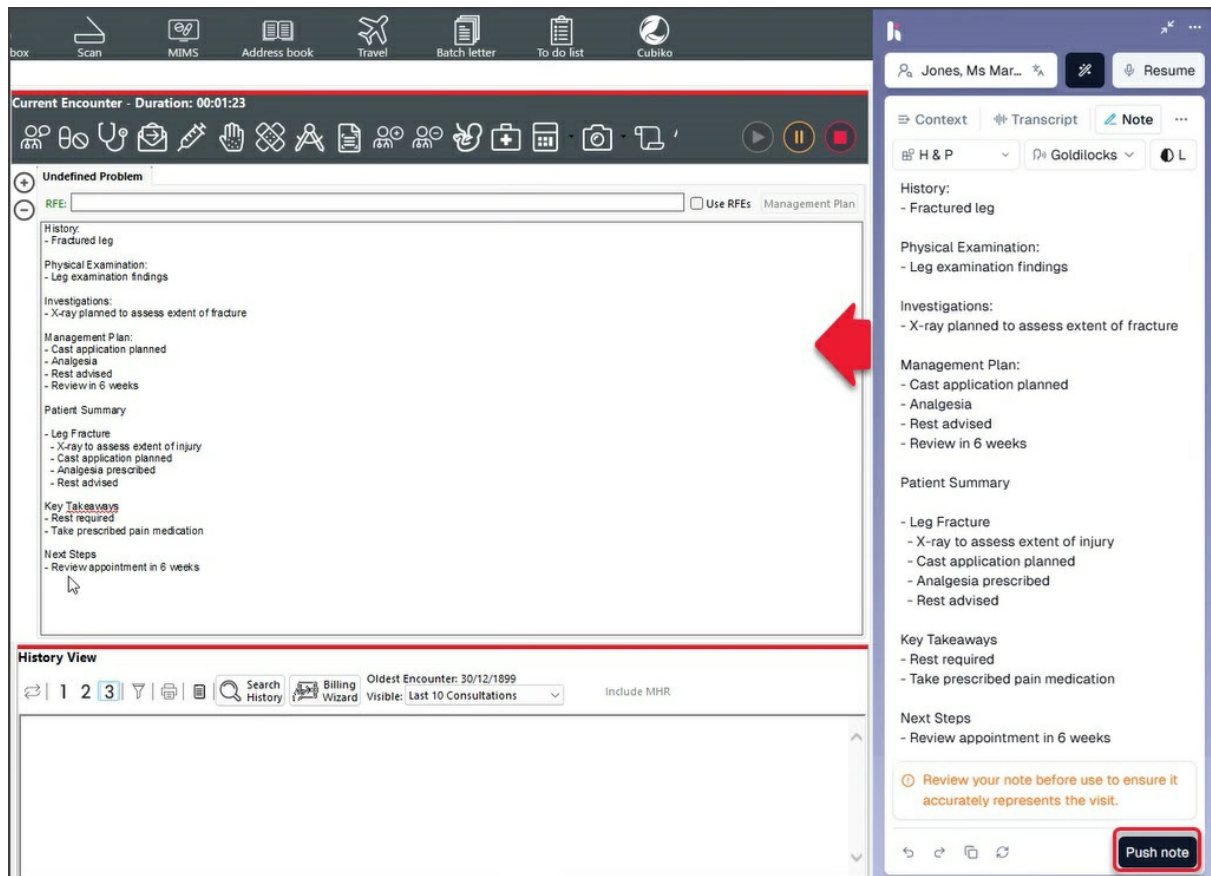 box
Scan
MIMS
Address book
Travel
Batch letter
To do list
Cubiko
Current Encounter - Duration: 00:01:23
Undefined Problem
RFE:
Use RFEs
Management Plan
History:
- Fractured leg
Physical Examination:
- Leg examination findings
Investigations:
- X-ray planned to assess extent of fracture
Management Plan:
- Cast application planned
- Analgesia
- Rest advised
- Review in 6 weeks
Patient Summary
- Leg Fracture
- X-ray to assess extent of injury
- Cast application planned
- Analgesia prescribed
- Rest advised
Key Takeaways
- Rest required
- Take prescribed pain medication
Next Steps
- Review appointment in 6 weeks
History View
1 2 3
Search
History
Billing
Wizard
Oldest Encounter: 30/12/1899
Visible: Last 10 Consultations
Include MHR
Jones, Ms Mar...
Resume
Context
Transcript
Note
H & P
Goldilocks
L
History:
- Fractured leg
Physical Examination:
- Leg examination findings
Investigations:
- X-ray planned to assess extent of fracture
Management Plan:
- Cast application planned
- Analgesia
- Rest advised
- Review in 6 weeks
Patient Summary
- Leg Fracture
- X-ray to assess extent of injury
- Cast application planned
- Analgesia prescribed
- Rest advised
Key Takeaways
- Rest required
- Take prescribed pain medication
Next Steps
- Review appointment in 6 weeks
Review your note before use to ensure it
accurately represents the visit.
Push note